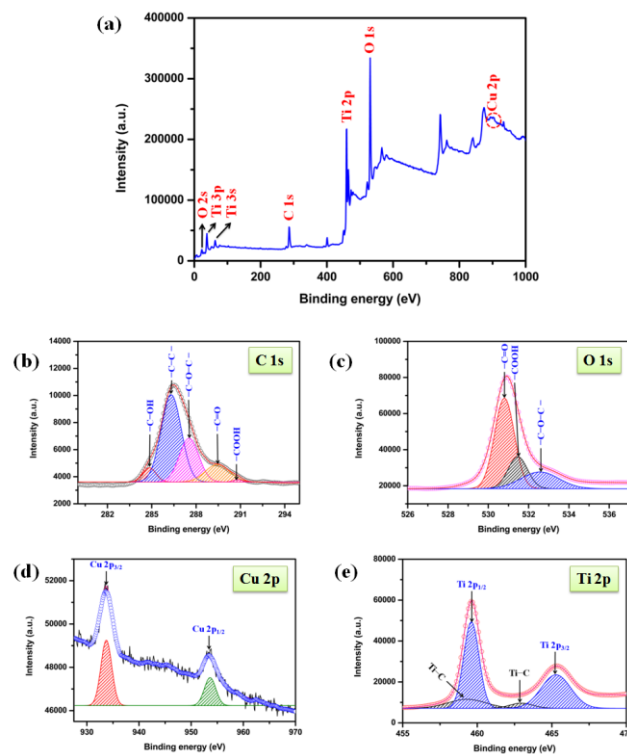 (a)
400000
300000
200000
100000
0
Intensity (a.u.)
O 2s
Ti 3p
Ti 3s
C 1s
Ti 2p
O 1s
Cu 2p
0 200 400 600 800 1000
Binding energy (eV)
(b)
C 1s
14000
12000
10000
8000
6000
4000
2000
Intensity (a.u.)
C−OH
−C−C−
−C−O−C−
−C=O
−COOH
282 285 288 291 294
Binding energy (eV)
(c)
O 1s
100000
80000
60000
40000
20000
Intensity (a.u.)
−C=O
−COOH
−C−O−C−
526 528 530 532 534 536
Binding energy (eV)
(d)
Cu 2p
52000
50000
48000
46000
Intensity (a.u.)
Cu 2p3/2
Cu 2p1/2
930 940 950 960 970
Binding energy (eV)
(e)
Ti 2p
80000
60000
40000
20000
0
Intensity (a.u.)
Ti−C
Ti 2p1/2
Ti−C
Ti 2p3/2
455 460 465
Binding energy (eV)